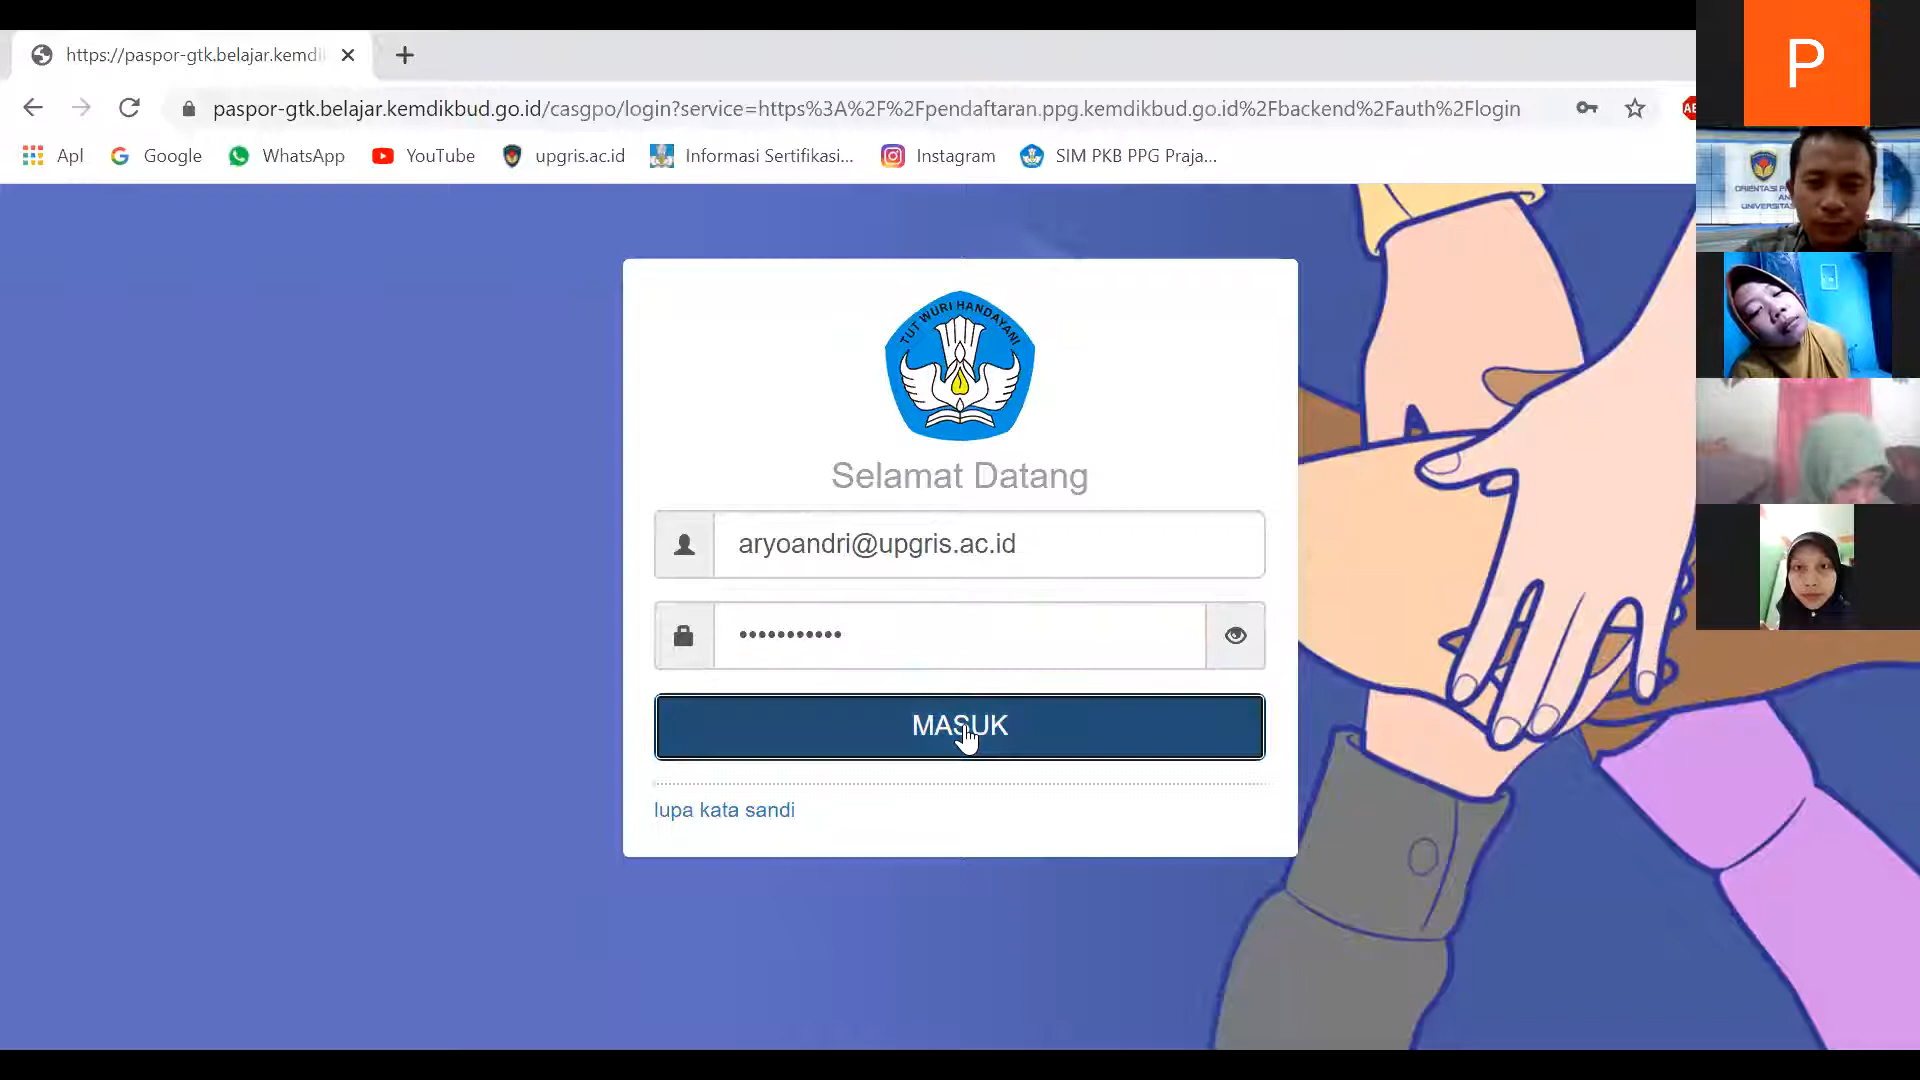 https://paspor-gtk.belajar.kemdi
paspor-gtk.belajar.kemdikbud.go.id/casgpo/login?service=https%3A%2F%2Fpendaftaran.ppg.kemdikbud.go.id%2Fbackend%2Fauth%2Flogin
Apl Google WhatsApp YouTube upgris.ac.id Informasi Sertifikasi... Instagram SIM PKB PPG Praja...
P
ORIENTASI
UNIVERSITAS
TUT WURI HANDAYANI
Selamat Datang
aryoandri@upgris.ac.id
•••••••••••
MASUK
lupa kata sandi